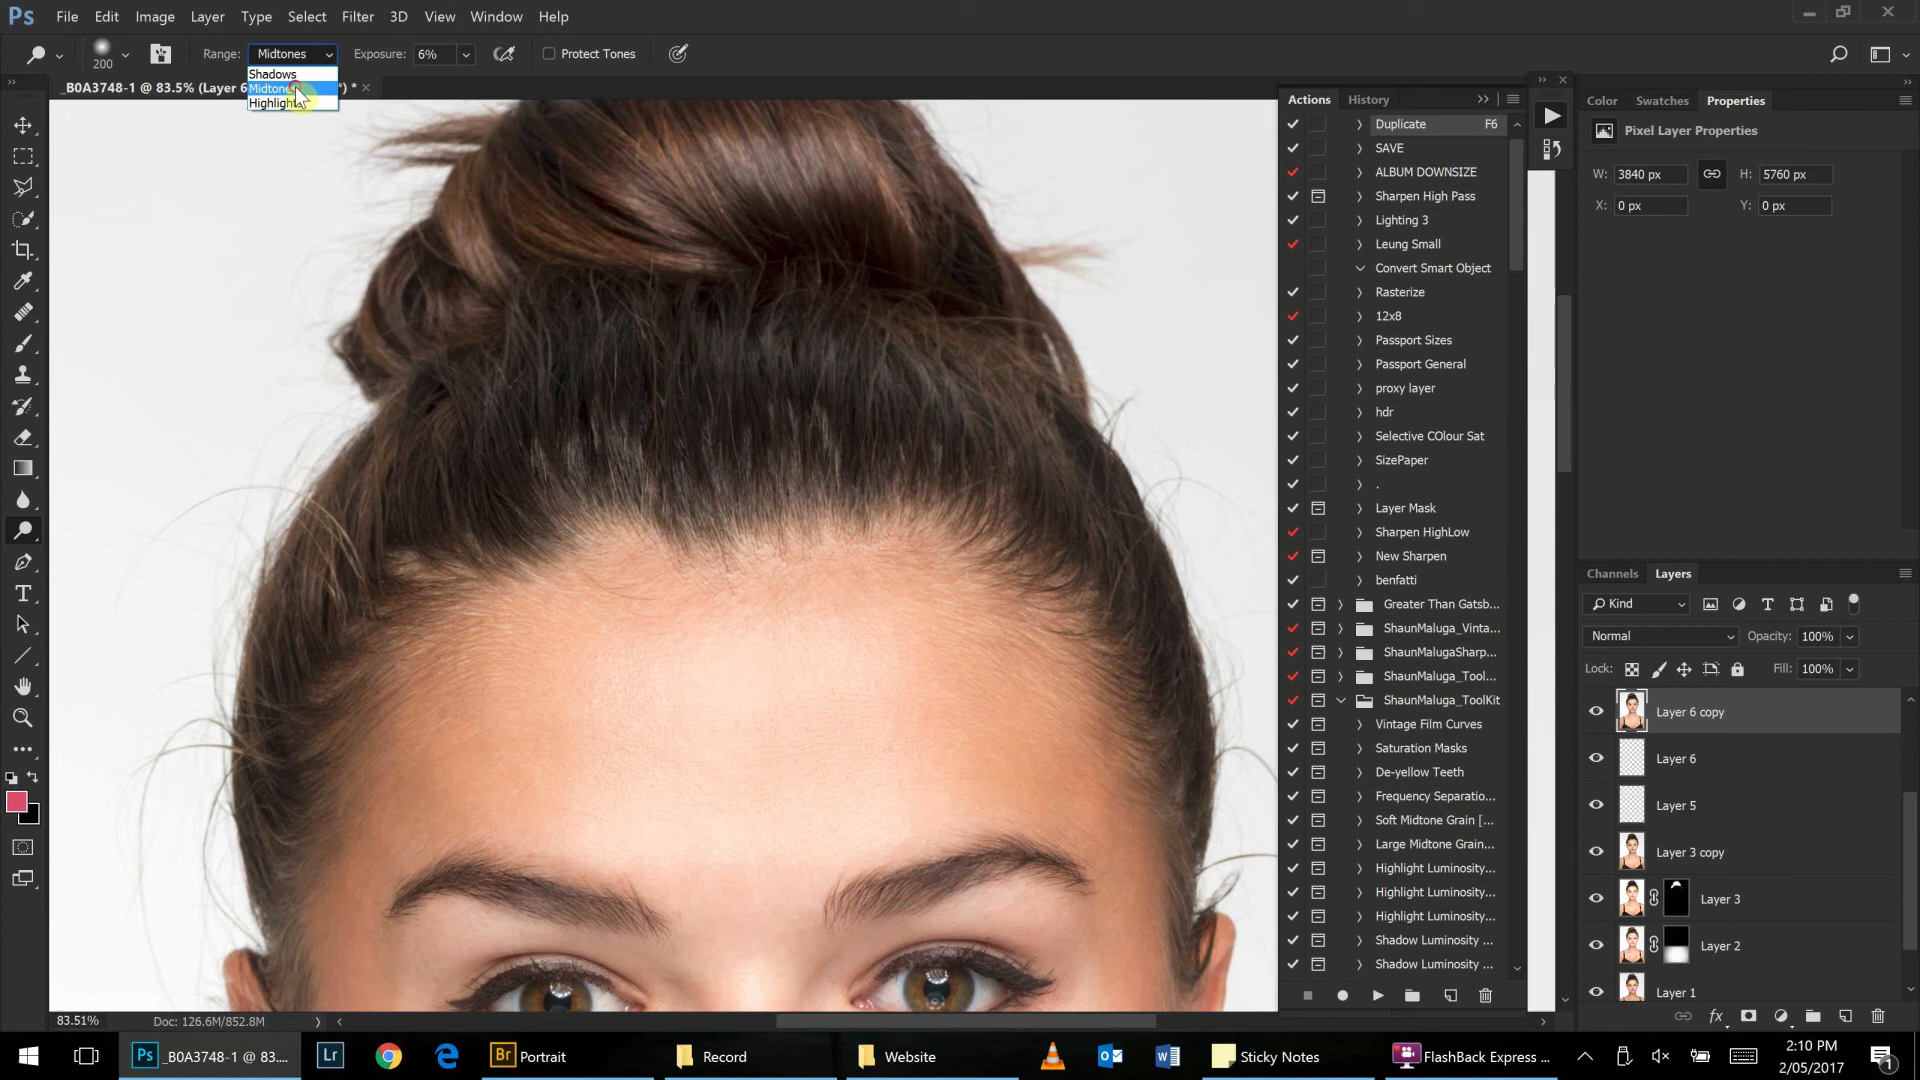 Ps File Edit Image Layer Type Select Filter 3D View Window Help
200 Range: Midtones Exposure: 6% Protect Tones
Shadows
Midtones
Highlights
_B0A3748-1 @ 83.5% (Layer 6 *) * ×
Actions History
Duplicate F6
SAVE
ALBUM DOWNSIZE
Sharpen High Pass
Lighting 3
Leung Small
Convert Smart Object
Rasterize
12x8
Passport Sizes
Passport General
proxy layer
hdr
Selective COlour Sat
SizePaper
.
Layer Mask
Sharpen HighLow
New Sharpen
benfatti
Greater Than Gatsb...
ShaunMaluga_Vinta...
ShaunMalugaSharp...
ShaunMaluga_Tool...
ShaunMaluga_ToolKit
Vintage Film Curves
Saturation Masks
De-yellow Teeth
Frequency Separatio...
Soft Midtone Grain [...
Large Midtone Grain...
Highlight Luminosity...
Highlight Luminosity...
Highlight Luminosity...
Shadow Luminosity ...
Shadow Luminosity ...
Color Swatches Properties
Pixel Layer Properties
W: 3840 px H: 5760 px
X: 0 px Y: 0 px
Channels Layers
Kind
Normal Opacity: 100%
Lock: Fill: 100%
Layer 6 copy
Layer 6
Layer 5
Layer 3 copy
Layer 3
Layer 2
Layer 1
fx
83.51% Doc: 126.6M/852.8M
Ps _B0A3748-1 @ 83.... Lr Br Portrait Record Website Sticky Notes FlashBack Express ... 2:10 PM
2/05/2017
1